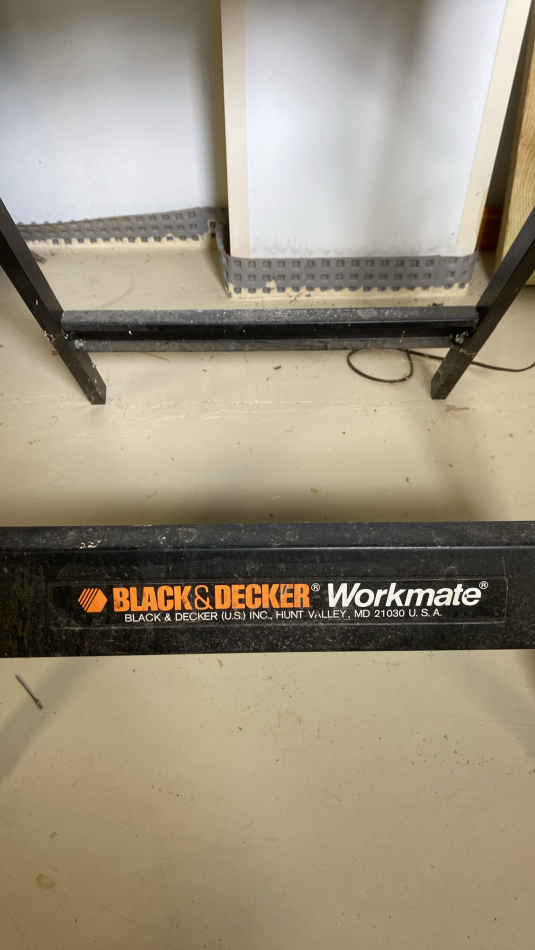 BLACK&DECKER® Workmate®
BLACK & DECKER (U.S.) INC., HUNT VALLEY, MD 21030 U.S.A.